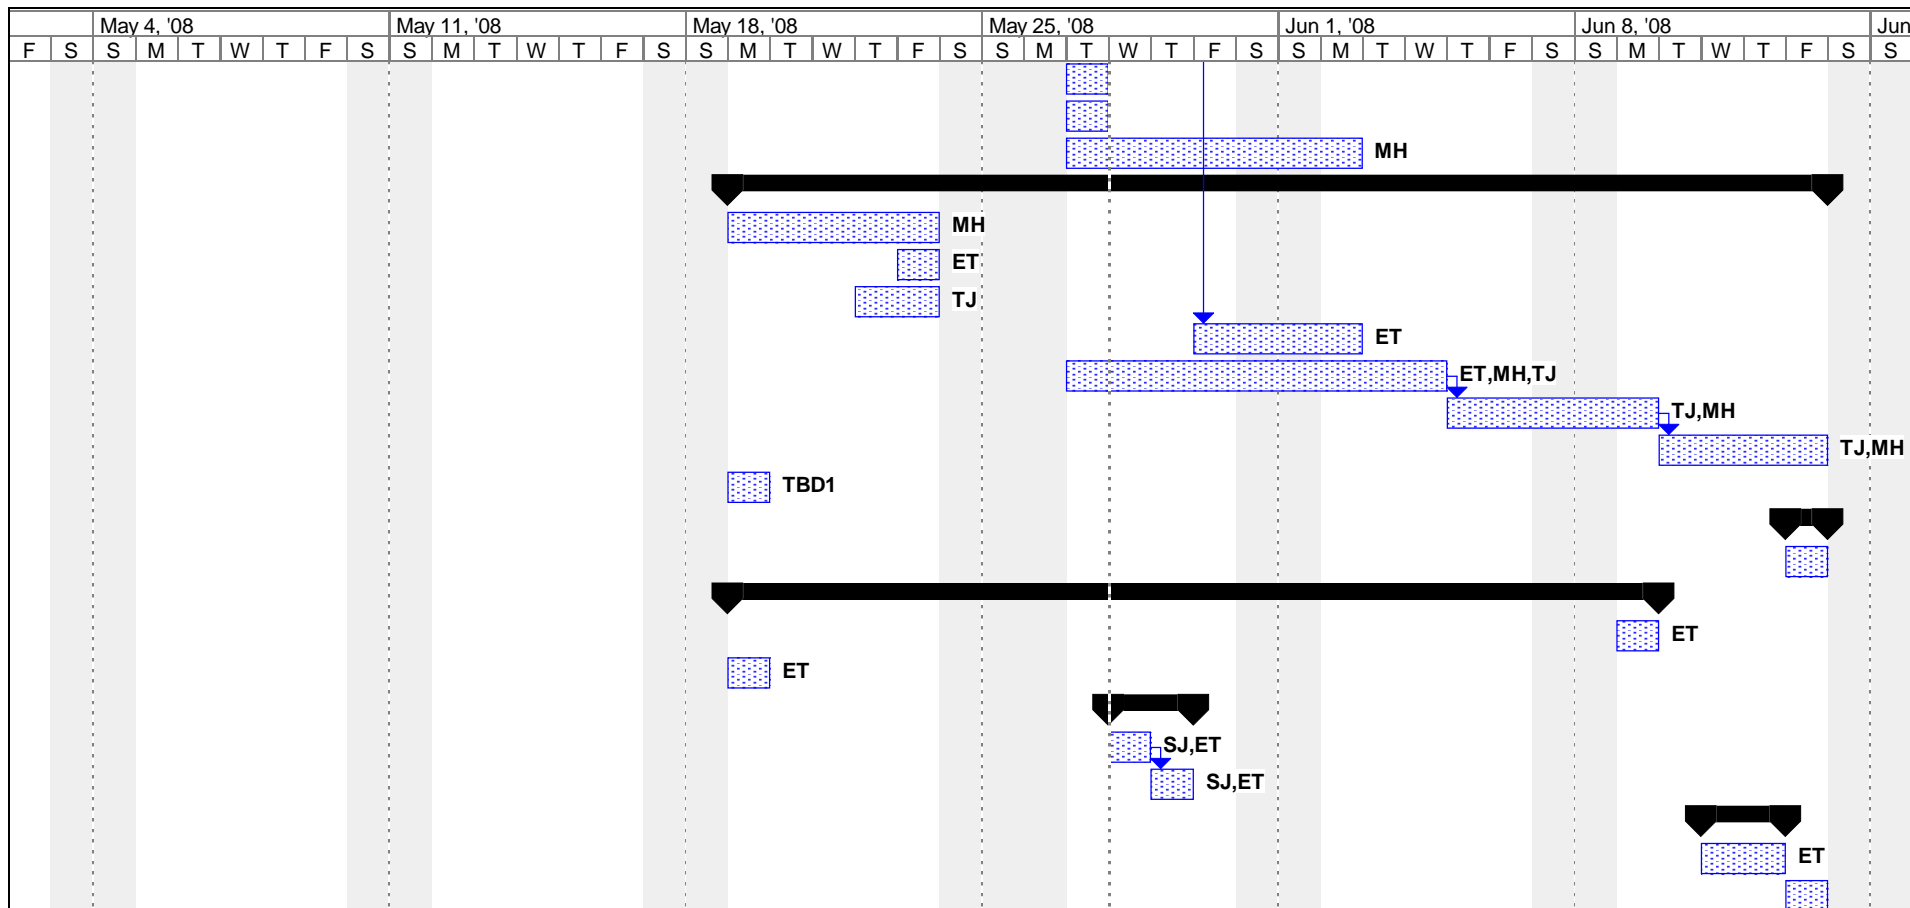 May 4, '08 May 11, '08 May 18, '08 May 25, '08 Jun 1, '08 Jun 8, '08 Jun
F S S M T W T F S S M T W T F S S M T W T F S S M T W T F S S M T W T F S S M T W T F S S
MH
MH
ET
TJ
ET
ET,MH,TJ
TJ,MH
TJ,MH
TBD1
ET
ET
SJ,ET
SJ,ET
ET